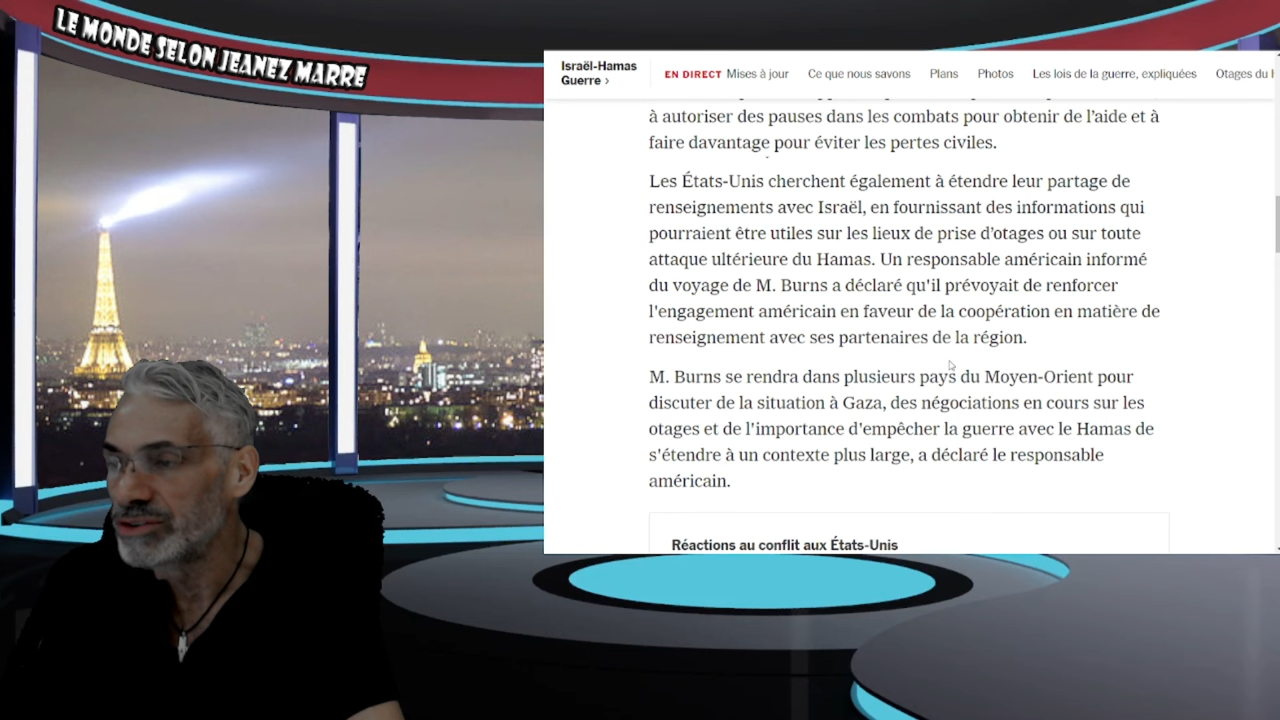 LE MONDE SELON JEANEZ MARRE
Israël-Hamas
Guerre ›
EN DIRECT Mises à jour Ce que nous savons Plans Photos Les lois de la guerre, expliquées Otages du
à autoriser des pauses dans les combats pour obtenir de l'aide et à
faire davantage pour éviter les pertes civiles.
Les États-Unis cherchent également à étendre leur partage de
renseignements avec Israël, en fournissant des informations qui
pourraient être utiles sur les lieux de prise d'otages ou sur toute
attaque ultérieure du Hamas. Un responsable américain informé
du voyage de M. Burns a déclaré qu'il prévoyait de renforcer
l'engagement américain en faveur de la coopération en matière de
renseignement avec ses partenaires de la région.
M. Burns se rendra dans plusieurs pays du Moyen-Orient pour
discuter de la situation à Gaza, des négociations en cours sur les
otages et de l'importance d'empêcher la guerre avec le Hamas de
s'étendre à un contexte plus large, a déclaré le responsable
américain.
Réactions au conflit aux États-Unis